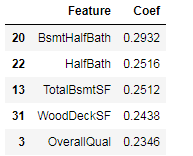 Feature Coef
20 BsmtHalfBath 0.2932
22 HalfBath 0.2516
13 TotalBsmtSF 0.2512
31 WoodDeckSF 0.2438
3 OverallQual 0.2346